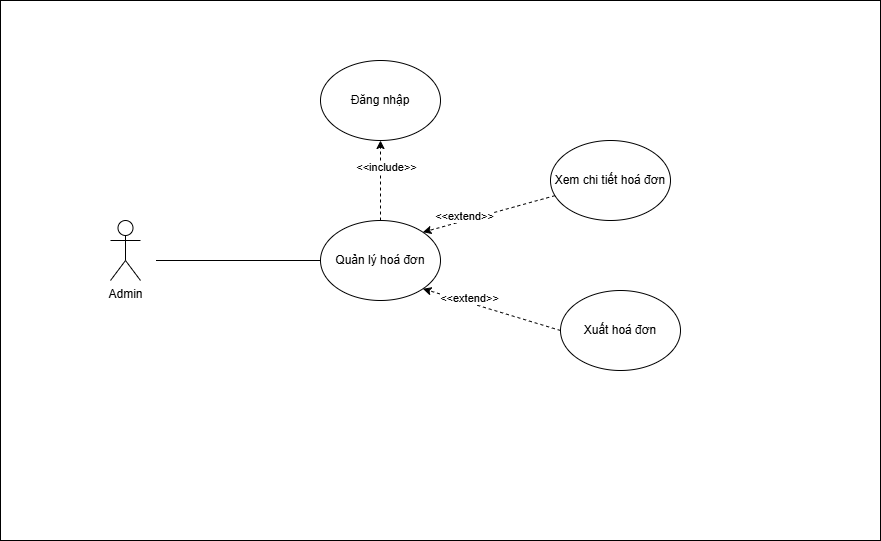 Đăng nhập
<<include>>
Xem chi tiết hoá đơn
<<extend>>
Quản lý hoá đơn
Admin
<<extend>>
Xuất hoá đơn